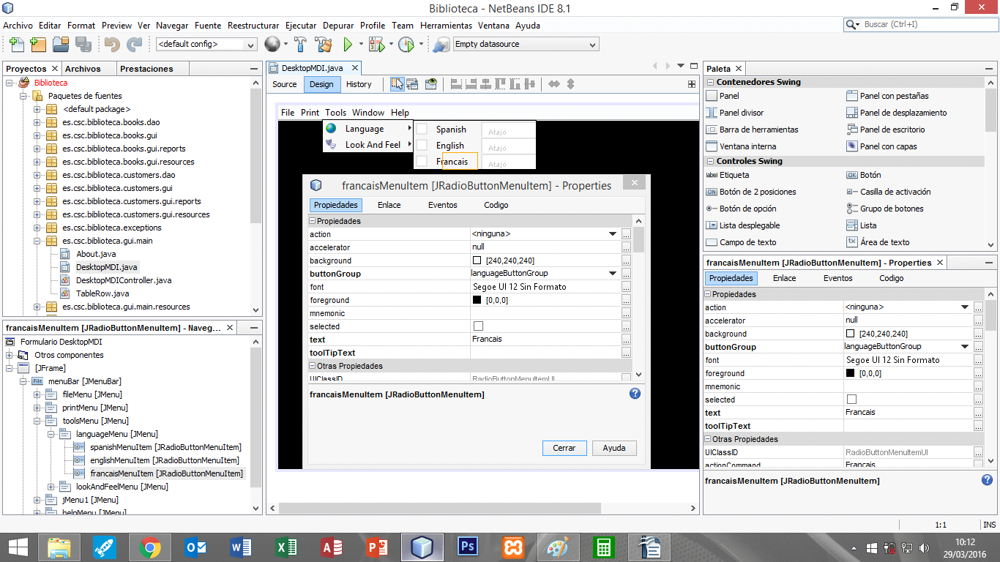 Biblioteca - NetBeans IDE 8.1
Archivo Editar Format Preview Ver Navegar Fuente Reestructurar Ejecutar Depurar Profile Team Herramientas Ventana Ayuda
Buscar (Ctrl+I)
<default config>
Empty datasource
Proyectos Archivos Prestaciones
Biblioteca
Paquetes de fuentes
<default package>
es.csc.biblioteca.books.dao
es.csc.biblioteca.books.gui
es.csc.biblioteca.books.gui.reports
es.csc.biblioteca.books.gui.resources
es.csc.biblioteca.customers.dao
es.csc.biblioteca.customers.gui
es.csc.biblioteca.customers.gui.reports
es.csc.biblioteca.customers.gui.resources
es.csc.biblioteca.exceptions
es.csc.biblioteca.gui.main
About.java
DesktopMDI.java
DesktopMDIController.java
TableRow.java
es.csc.biblioteca.gui.main.resources
francaisMenuItem [JRadioButtonMenuItem] - Naveg...
Formulario DesktopMDI
Otros componentes
[JFrame]
File menuBar [JMenuBar]
fileMenu [JMenu]
printMenu [JMenu]
toolsMenu [JMenu]
languageMenu [JMenu]
spanishMenuItem [JRadioButtonMenuItem]
englishMenuItem [JRadioButtonMenuItem]
francaisMenuItem [JRadioButtonMenuItem]
lookAndFeelMenu [JMenu]
jMenu1 [JMenu]
helpMenu [JMenu]
DesktopMDI.java
Source Design History
File Print Tools Window Help
Language
Look And Feel
Spanish Atajo
English Atajo
Francais Atajo
francaisMenuItem [JRadioButtonMenuItem] - Properties
Propiedades Enlace Eventos Codigo
Propiedades
action <ninguna> ...
accelerator null ...
background [240,240,240] ...
buttonGroup languageButtonGroup ...
font Segoe UI 12 Sin Formato ...
foreground [0,0,0] ...
mnemonic ...
selected ...
text Francais ...
toolTipText ...
Otras Propiedades
UIClassID RadioButtonMenuItemUI
francaisMenuItem [JRadioButtonMenuItem]
Cerrar Ayuda
Paleta
Contenedores Swing
Panel Panel con pestañas
Panel divisor Panel de desplazamiento
Barra de herramientas Panel de escritorio
Ventana interna Panel con capas
Controles Swing
label Etiqueta OK Botón
ON Botón de 2 posiciones Casilla de activación
Botón de opción Grupo de botones
Lista desplegable Lista
Campo de texto tx Área de texto
francaisMenuItem [JRadioButtonMenuItem] - Properties
Propiedades Enlace Eventos Codigo
Propiedades
action <ninguna> ...
accelerator null ...
background [240,240,240] ...
buttonGroup languageButtonGroup ...
font Segoe UI 12 Sin Formato ...
foreground [0,0,0] ...
mnemonic ...
selected ...
text Francais ...
toolTipText ...
Otras Propiedades
UIClassID RadioButtonMenuItemUI ...
actionCommand Francais
francaisMenuItem [JRadioButtonMenuItem]
1:1 INS
10:12
29/03/2016